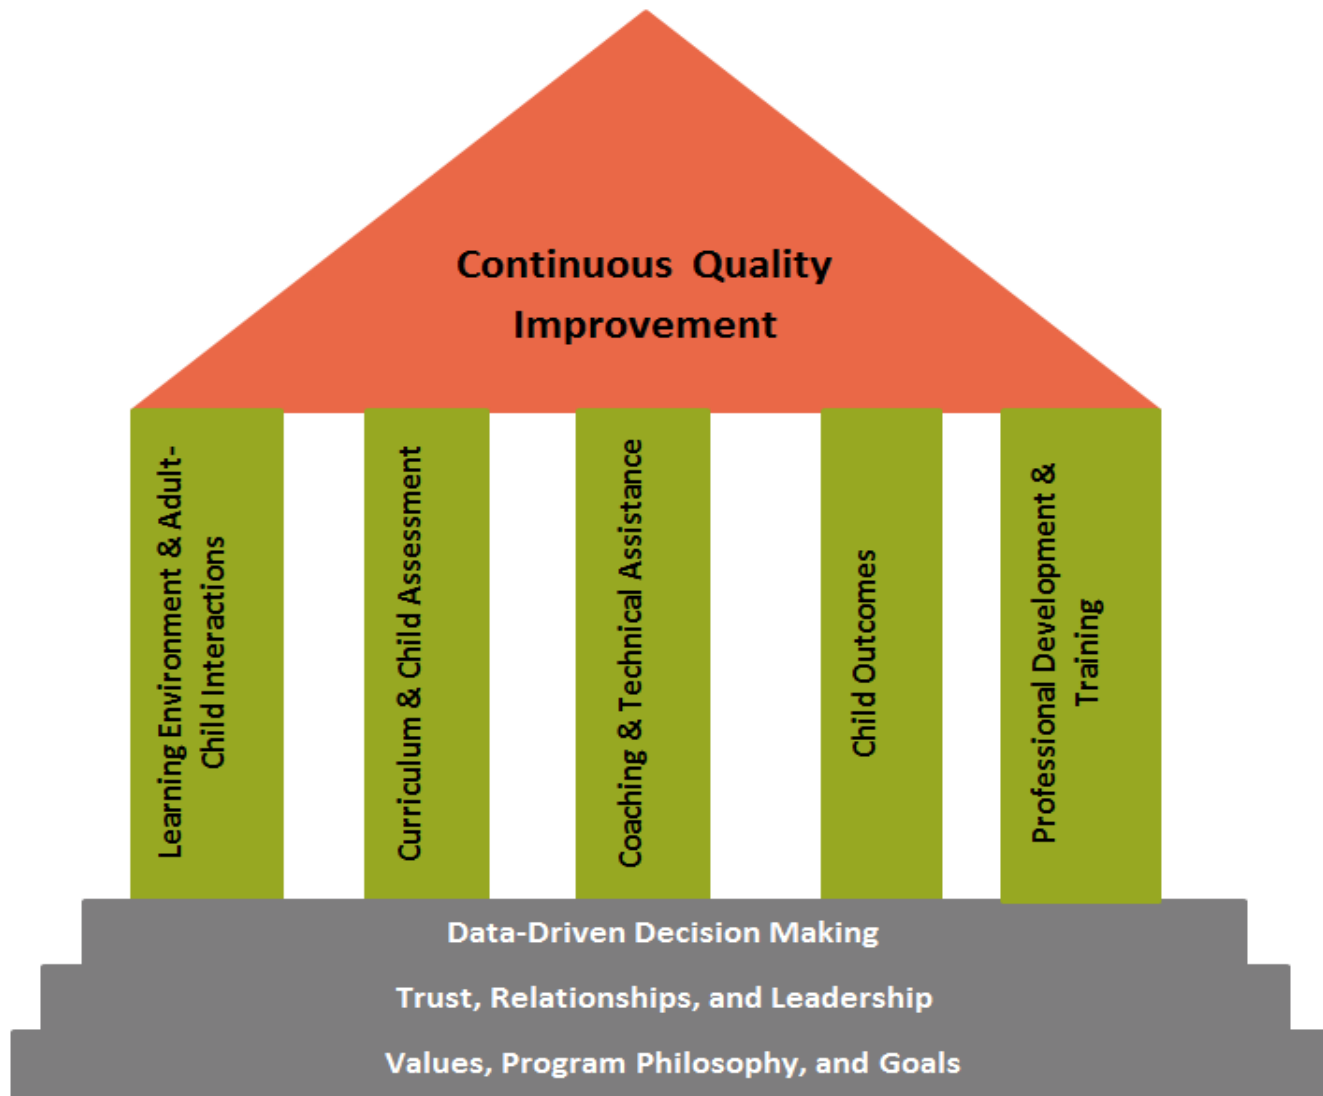 Continuous Quality
Improvement
Learning Environment & Adult-
Child Interactions
Curriculum & Child Assessment
Coaching & Technical Assistance
Child Outcomes
Professional Development &
Training
Data-Driven Decision Making
Trust, Relationships, and Leadership
Values, Program Philosophy, and Goals